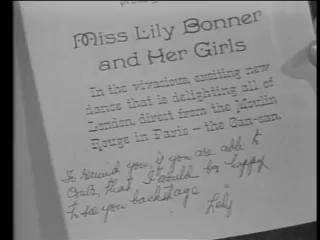 Miss Lily Bonner
and Her Girls
In the vivacious, exciting new
dance that is delighting all of
London, direct from the Moulin
Rouge in Paris — the Can-can.
To remind you, if you are able to
come, that I would be happy
to see you backstage
Lily